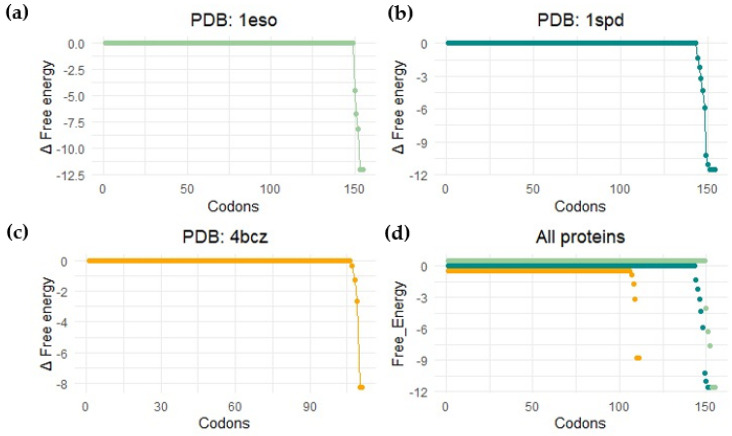 (a)
PDB: 1eso
0.0
-2.5
-5.0
-7.5
-10.0
-12.5
Δ Free energy
0 50 100 150
Codons
(b)
PDB: 1spd
0
-3
-6
-9
-12
Δ Free energy
0 50 100 150
Codons
(c)
PDB: 4bcz
0
-2
-4
-6
-8
Δ Free energy
0 30 60 90
Codons
(d)
All proteins
0
-3
-6
-9
-12
Free_Energy
0 50 100 150
Codons